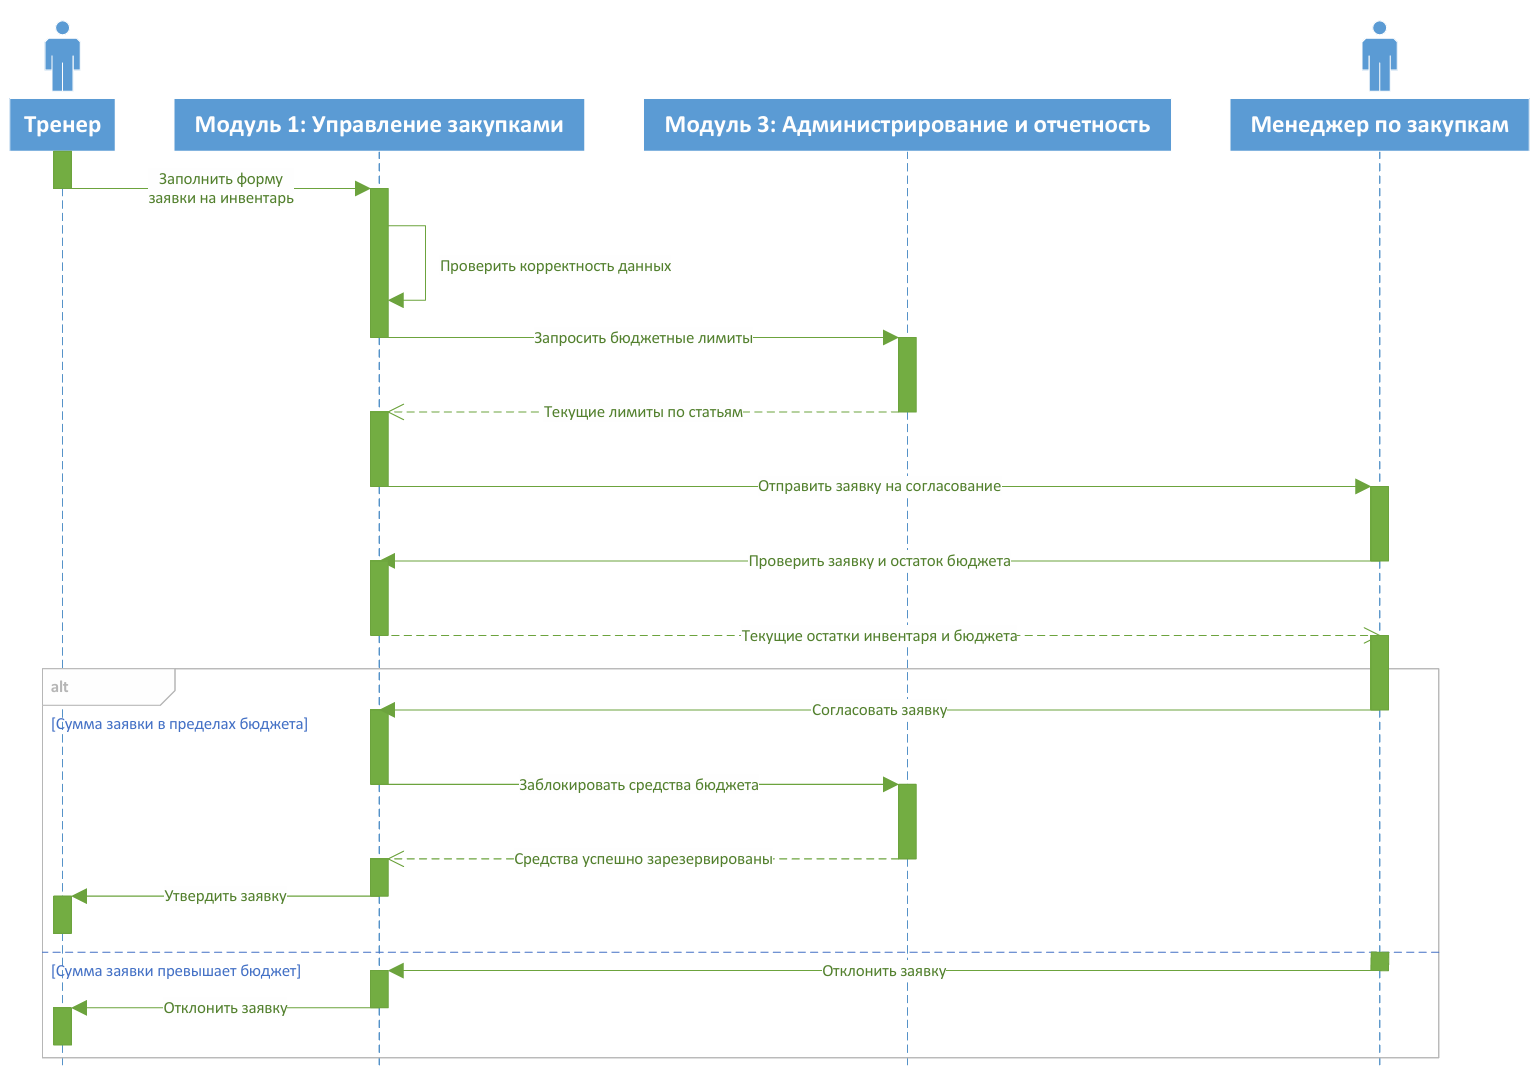 Тренер
Модуль 1: Управление закупками
Модуль 3: Администрирование и отчетность
Менеджер по закупкам
Заполнить форму
заявки на инвентарь
Проверить корректность данных
Запросить бюджетные лимиты
Текущие лимиты по статьям
Отправить заявку на согласование
Проверить заявку и остаток бюджета
Текущие остатки инвентаря и бюджета
alt
[Сумма заявки в пределах бюджета]
Согласовать заявку
Заблокировать средства бюджета
Средства успешно зарезервированы
Утвердить заявку
[Сумма заявки превышает бюджет]
Отклонить заявку
Отклонить заявку